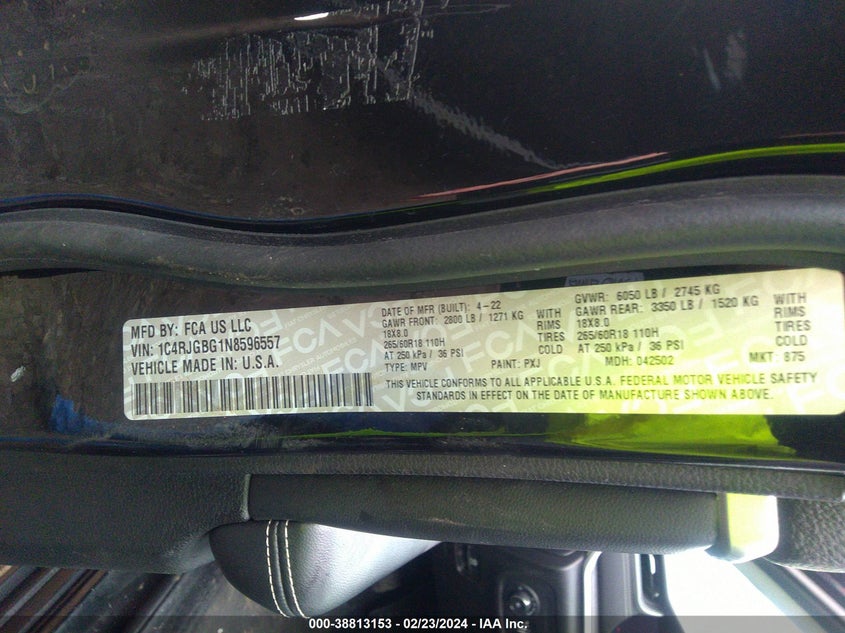 MFD BY: FCA US LLC
VIN: 1C4RJGBG1N8596557
VEHICLE MADE IN U.S.A.
DATE OF MFR (BUILT): 4-22
GAWR FRONT: 2800 LB / 1271 KG WITH
18X8.0 RIMS
265/60R18 110H TIRES
AT 250 kPa / 36 PSI COLD
TYPE: MPV PAINT: PXJ
GVWR: 6050 LB / 2745 KG
GAWR REAR: 3350 LB / 1520 KG WITH
18X8.0 RIMS
265/60R18 110H TIRES
AT 250 kPa / 36 PSI COLD
MDH: 042502 MKT: 875
THIS VEHICLE CONFORMS TO ALL APPLICABLE U.S.A. FEDERAL MOTOR VEHICLE SAFETY
STANDARDS IN EFFECT ON THE DATE OF MANUFACTURE SHOWN ABOVE.
000-38813153 - 02/23/2024 - IAA Inc.